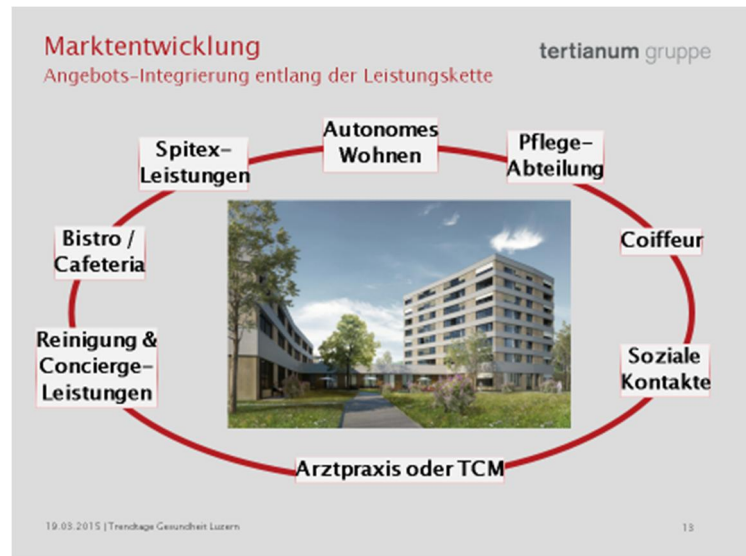 Marktentwicklung
Angebots-Integrierung entlang der Leistungskette
tertianum gruppe
Autonomes
Wohnen
Pflege-
Abteilung
Coiffeur
Soziale
Kontakte
Arztpraxis oder TCM
Reinigung &
Concierge-
Leistungen
Bistro /
Cafeteria
Spitex-
Leistungen
19.03.2015 | Trendtage Gesundheit Luzern
13